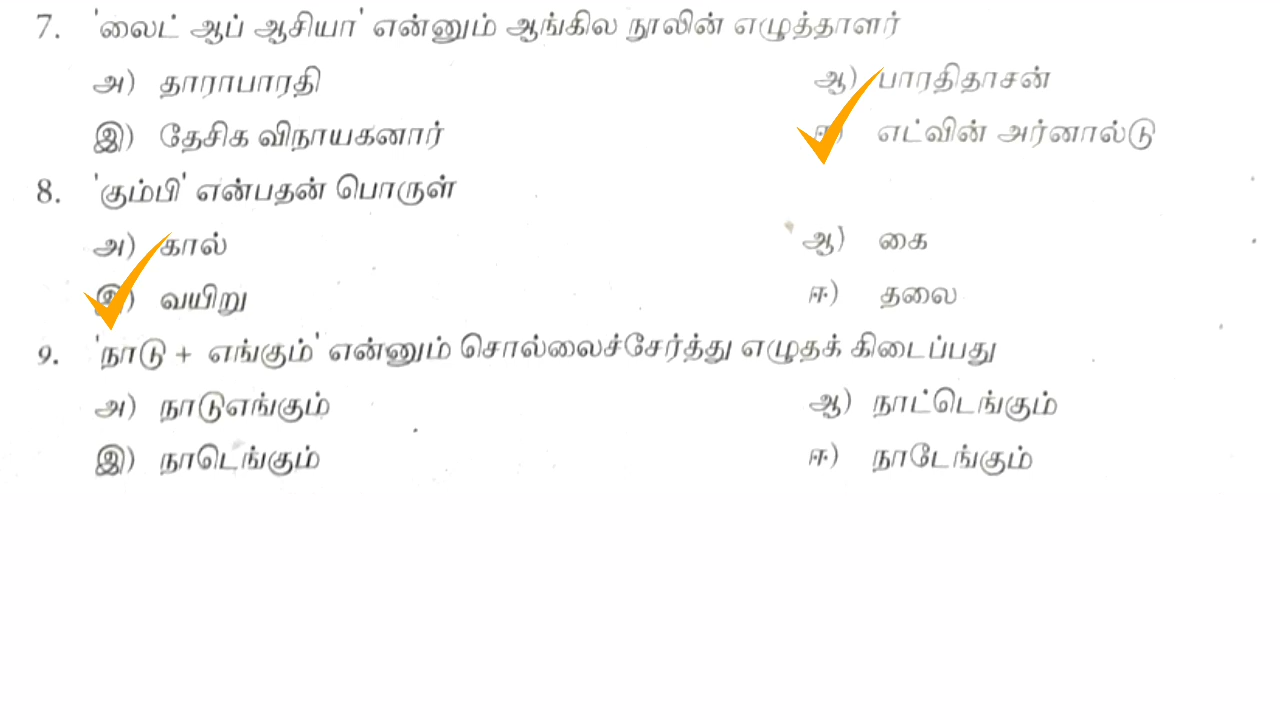 7. 'லைட் ஆப் ஆசியா' என்னும் ஆங்கில நூலின் எழுத்தாளர்
அ) தாராபாரதி ஆ) பாரதிதாசன்
இ) தேசிக விநாயகனார் ஈ) எட்வின் அர்னால்டு
8. 'கும்பி' என்பதன் பொருள்
அ) கால் ஆ) கை
இ) வயிறு ஈ) தலை
9. 'நாடு + எங்கும்' என்னும் சொல்லைச்சேர்த்து எழுதக் கிடைப்பது
அ) நாடுஎங்கும் ஆ) நாட்டெங்கும்
இ) நாடெங்கும் ஈ) நாடேங்கும்